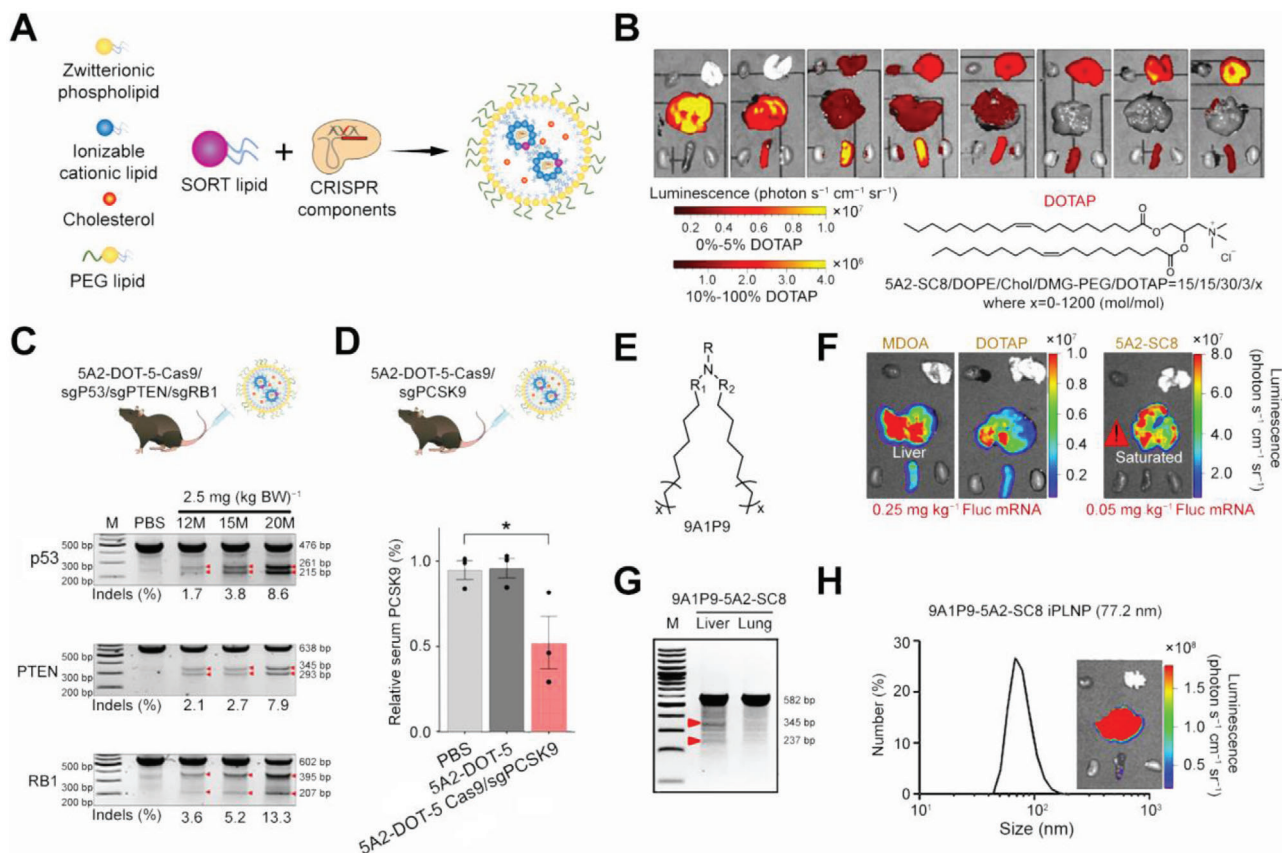 A
Zwitterionic
phospholipid
Ionizable
cationic lipid
Cholesterol
PEG lipid
SORT lipid
+
CRISPR
components
B
Luminescence (photon s⁻¹ cm⁻¹ sr⁻¹)
×10⁷
0.2 0.4 0.6 0.8 1.0
0%-5% DOTAP
×10⁶
1.0 2.0 3.0 4.0
10%-100% DOTAP
DOTAP
O
O
O
O
N
+
Cl⁻
5A2-SC8/DOPE/Chol/DMG-PEG/DOTAP=15/15/30/3/x
where x=0-1200 (mol/mol)
C
5A2-DOT-5-Cas9/
sgP53/sgPTEN/sgRB1
2.5 mg (kg BW)⁻¹
M PBS 12M 15M 20M
p53
500 bp
300 bp
200 bp
476 bp
261 bp
215 bp
Indels (%) 1.7 3.8 8.6
PTEN
500 bp
300 bp
200 bp
638 bp
345 bp
293 bp
Indels (%) 2.1 2.7 7.9
RB1
500 bp
300 bp
200 bp
602 bp
395 bp
207 bp
Indels (%) 3.6 5.2 13.3
D
5A2-DOT-5-Cas9/
sgPCSK9
*
Relative serum PCSK9 (%)
1.0
0.5
0.0
PBS
5A2-DOT-5
5A2-DOT-5 Cas9/sgPCSK9
E
R
N
R₁ R₂
x x
9A1P9
F
MDOA DOTAP 5A2-SC8
×10⁷
1.0
0.8
0.6
0.4
0.2
×10⁷
8.0
6.0
4.0
2.0
Luminescence
(photon s⁻¹ cm⁻¹ sr⁻¹)
Liver
!
Saturated
0.25 mg kg⁻¹ Fluc mRNA
0.05 mg kg⁻¹ Fluc mRNA
G
9A1P9-5A2-SC8
M Liver Lung
582 bp
345 bp
237 bp
H
9A1P9-5A2-SC8 iPLNP (77.2 nm)
Number (%)
30
20
10
0
10¹ 10² 10³
Size (nm)
×10⁸
1.5
1.0
0.5
Luminescence
(photon s⁻¹ cm⁻¹ sr⁻¹)